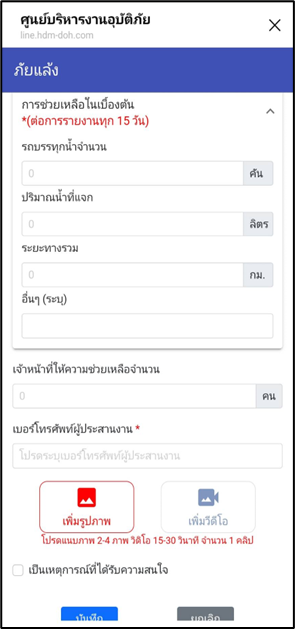 ศูนย์บริหารงานอุบัติภัย
line.hdm-doh.com
ภัยแล้ง
การช่วยเหลือในเบื้องต้น
*(ต่อการรายงานทุก 15 วัน)
รถบรรทุกน้ำจำนวน
0 คัน
ปริมาณน้ำที่แจก
0 ลิตร
ระยะทางรวม
0 กม.
อื่นๆ (ระบุ)
เจ้าหน้าที่ให้ความช่วยเหลือจำนวน
0 คน
เบอร์โทรศัพท์ผู้ประสานงาน *
โปรดระบุเบอร์โทรศัพท์ผู้ประสานงาน
เพิ่มรูปภาพ เพิ่มวีดีโอ
โปรดแนบภาพ 2-4 ภาพ วิดีโอ 15-30 วินาที จำนวน 1 คลิป
เป็นเหตุการณ์ที่ได้รับความสนใจ
บันทึก ยกเลิก